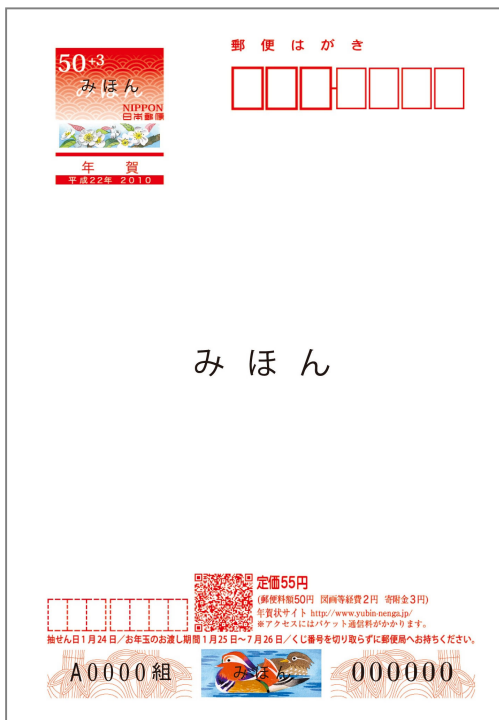 郵便はがき
50+3
みほん
みほん
NIPPON
日本郵便
年賀
平成22年 2010
みほん
定価55円
(郵便料額50円 図画等経費2円 寄附金3円)
年賀状サイト http://www.yubin-nenga.jp/
※アクセスにはパケット通信料がかかります。
抽せん日1月24日/お年玉のお渡し期間1月25日~7月26日/くじ番号を切り取らずに郵便局へお持ちください。
A0000組 みほん 000000